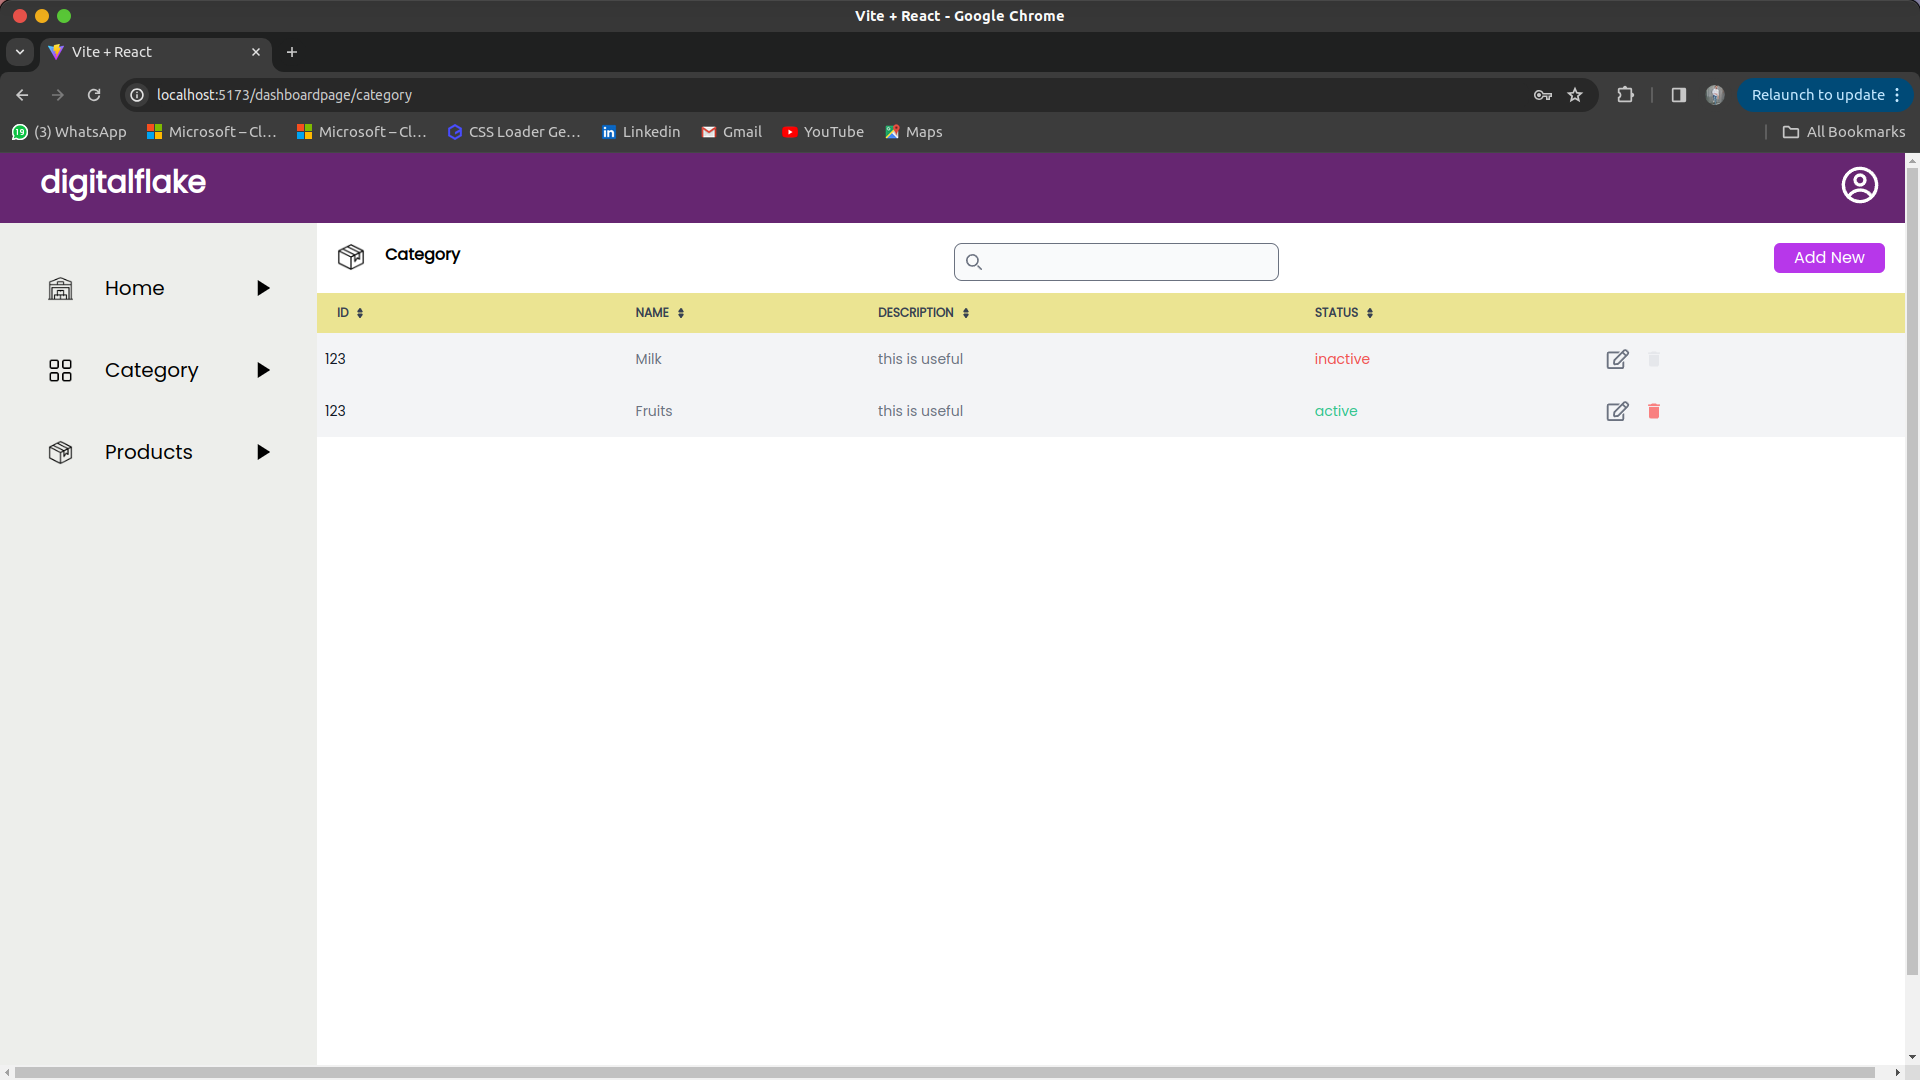 Vite + React - Google Chrome
Vite + React
localhost:5173/dashboardpage/category
Relaunch to update
19 (3) WhatsApp Microsoft – Cl... Microsoft – Cl... CSS Loader Ge... in Linkedin Gmail YouTube Maps All Bookmarks
digitalflake
Category
Add New
Home
Category
Products
ID NAME DESCRIPTION STATUS
123 Milk this is useful inactive
123 Fruits this is useful active